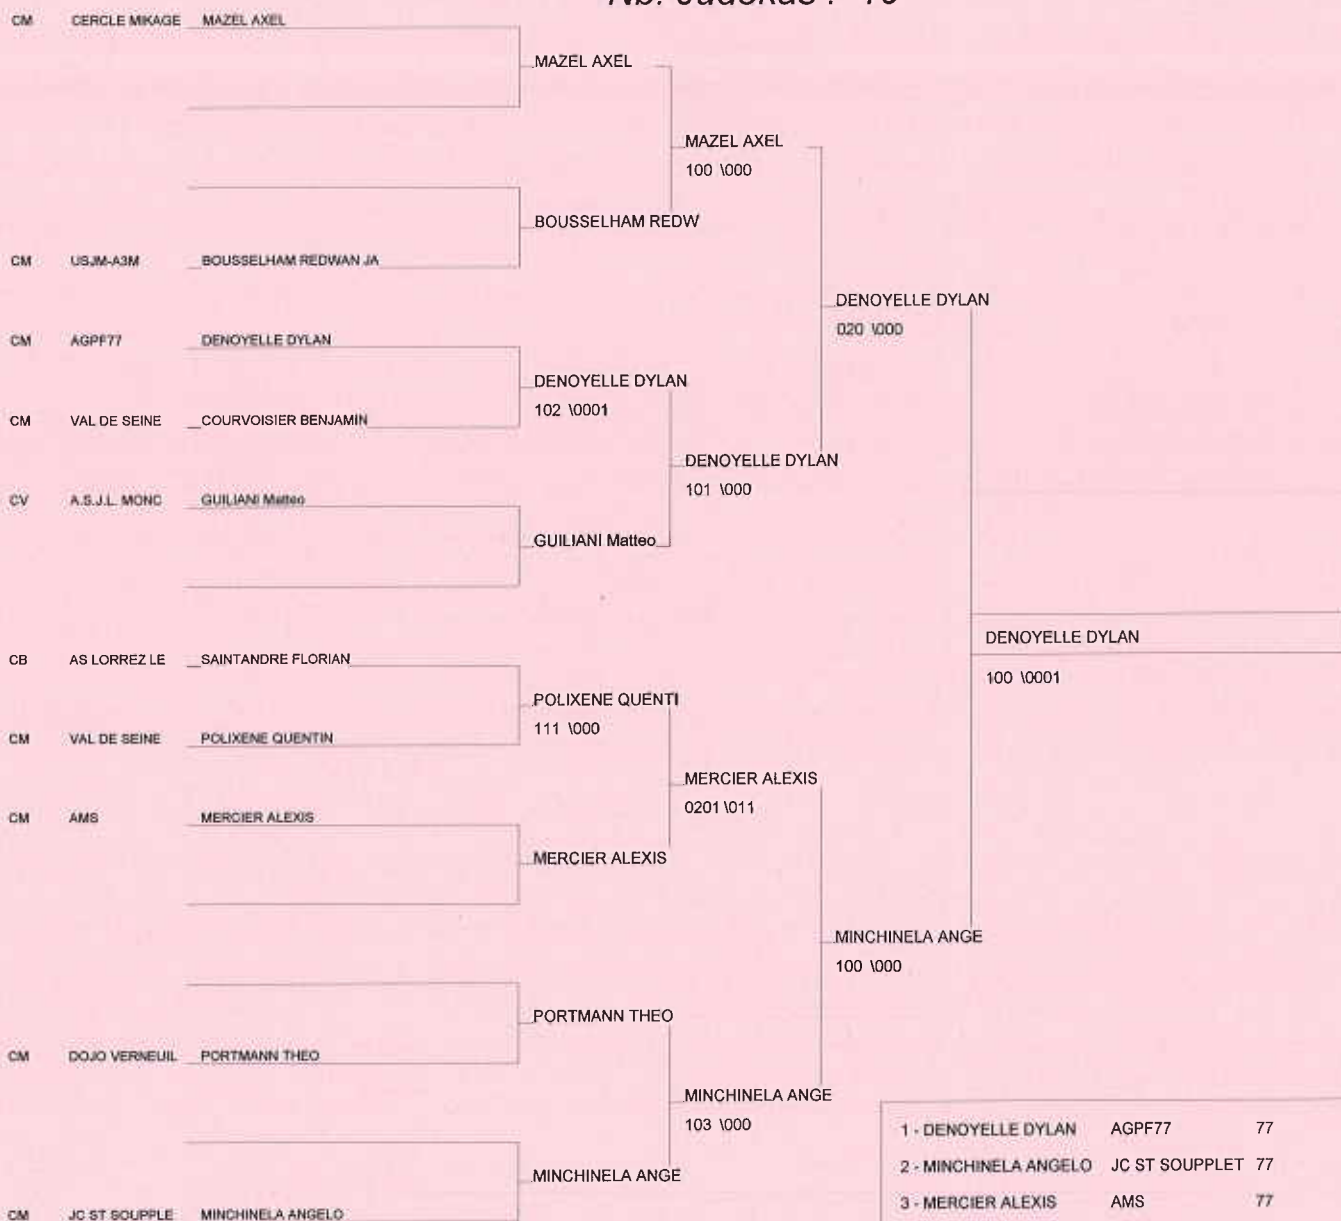 Nb. Judokas : 10
CM CERCLE MIKAGE MAZEL AXEL
MAZEL AXEL
MAZEL AXEL
100 \000
BOUSSELHAM REDW
CM USJM-A3M BOUSSELHAM REDWAN JA
DENOYELLE DYLAN
020 \000
CM AGPF77 DENOYELLE DYLAN
DENOYELLE DYLAN
102 \0001
CM VAL DE SEINE COURVOISIER BENJAMIN
DENOYELLE DYLAN
101 \000
CV A.S.J.L. MONC GUILIANI Matteo
GUILIANI Matteo
DENOYELLE DYLAN
100 \0001
CB AS LORREZ LE SAINTANDRE FLORIAN
POLIXENE QUENTI
111 \000
CM VAL DE SEINE POLIXENE QUENTIN
MERCIER ALEXIS
0201 \011
CM AMS MERCIER ALEXIS
MERCIER ALEXIS
MINCHINELA ANGE
100 \000
PORTMANN THEO
CM DOJO VERNEUIL PORTMANN THEO
MINCHINELA ANGE
103 \000
MINCHINELA ANGE
CM JC ST SOUPPLE MINCHINELA ANGELO
1 - DENOYELLE DYLAN AGPF77 77
2 - MINCHINELA ANGELO JC ST SOUPPLET 77
3 - MERCIER ALEXIS AMS 77